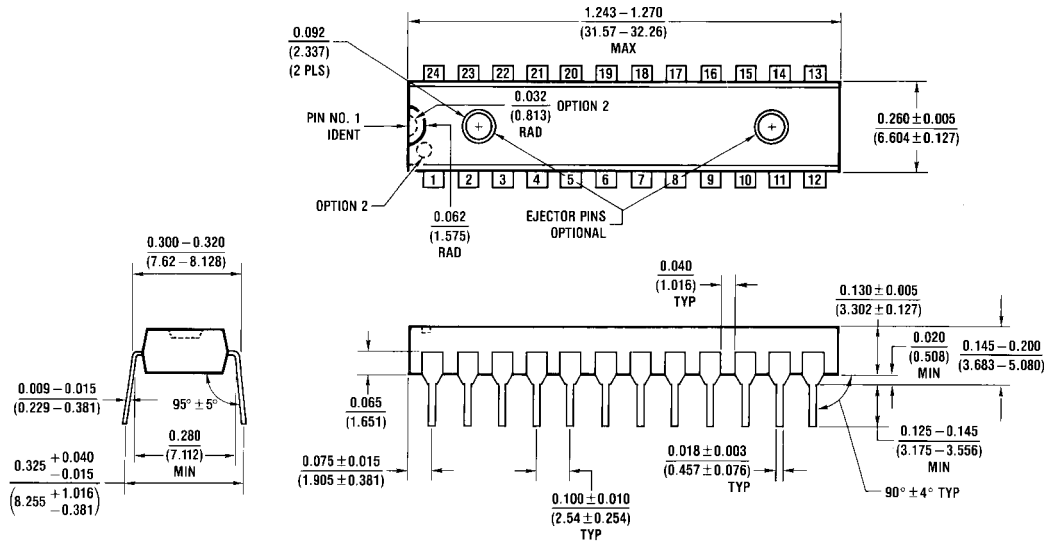 1.243 – 1.270
(31.57 – 32.26)
MAX
0.092
(2.337)
(2 PLS)
24 23 22 21 20 19 18 17 16 15 14 13
0.032
(0.813)
RAD
OPTION 2
PIN NO. 1
IDENT
0.260 ± 0.005
(6.604 ± 0.127)
1 2 3 4 5 6 7 8 9 10 11 12
OPTION 2
0.062
(1.575)
RAD
EJECTOR PINS
OPTIONAL
0.300 – 0.320
(7.62 – 8.128)
0.009 – 0.015
(0.229 – 0.381)
95° ± 5°
0.280
(7.112)
MIN
0.325 + 0.040
– 0.015
(8.255 + 1.016
– 0.381)
0.040
(1.016)
TYP
0.130 ± 0.005
(3.302 ± 0.127)
0.020
(0.508)
MIN
0.145 – 0.200
(3.683 – 5.080)
0.065
(1.651)
0.075 ± 0.015
(1.905 ± 0.381)
0.100 ± 0.010
(2.54 ± 0.254)
TYP
0.018 ± 0.003
(0.457 ± 0.076)
TYP
0.125 – 0.145
(3.175 – 3.556)
MIN
90° ± 4° TYP